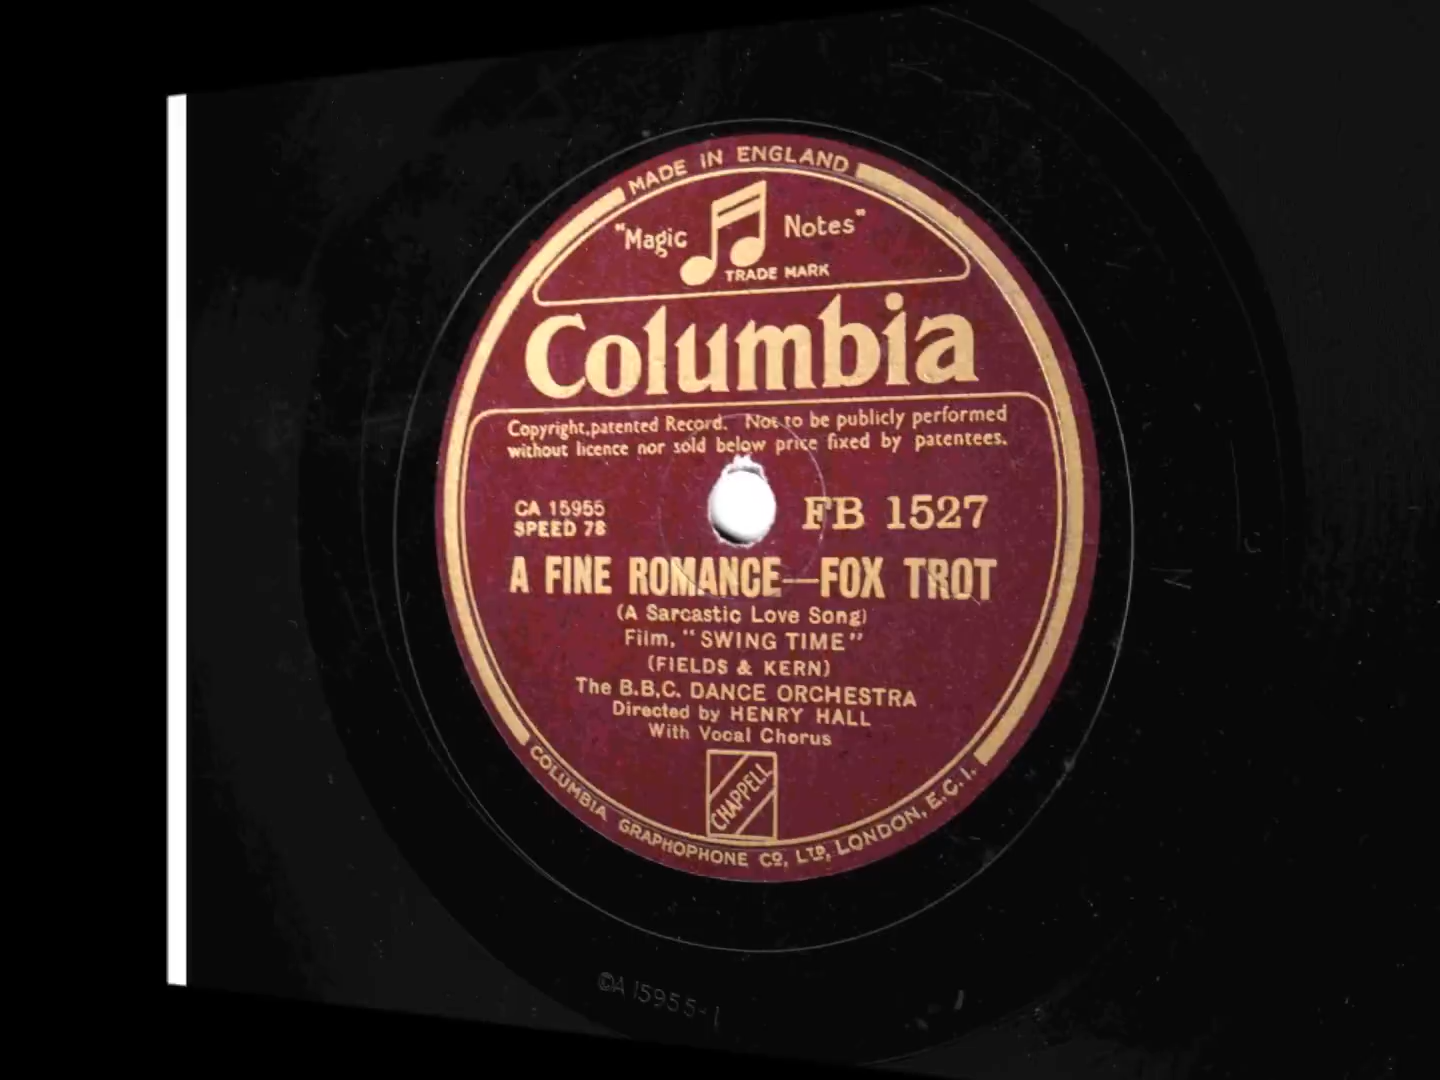 MADE IN ENGLAND
"Magic Notes"
TRADE MARK
Columbia
Copyright, patented Record. Not to be publicly performed
without licence nor sold below price fixed by patentees.
CA 15955
SPEED 78
FB 1527
A FINE ROMANCE—FOX TROT
(A Sarcastic Love Song)
Film, "SWING TIME"
(FIELDS & KERN)
The B.B.C. DANCE ORCHESTRA
Directed by HENRY HALL
With Vocal Chorus
CHAPPELL
COLUMBIA GRAPHOPHONE CO, LTD, LONDON, E.C.1.
CA 15955-1